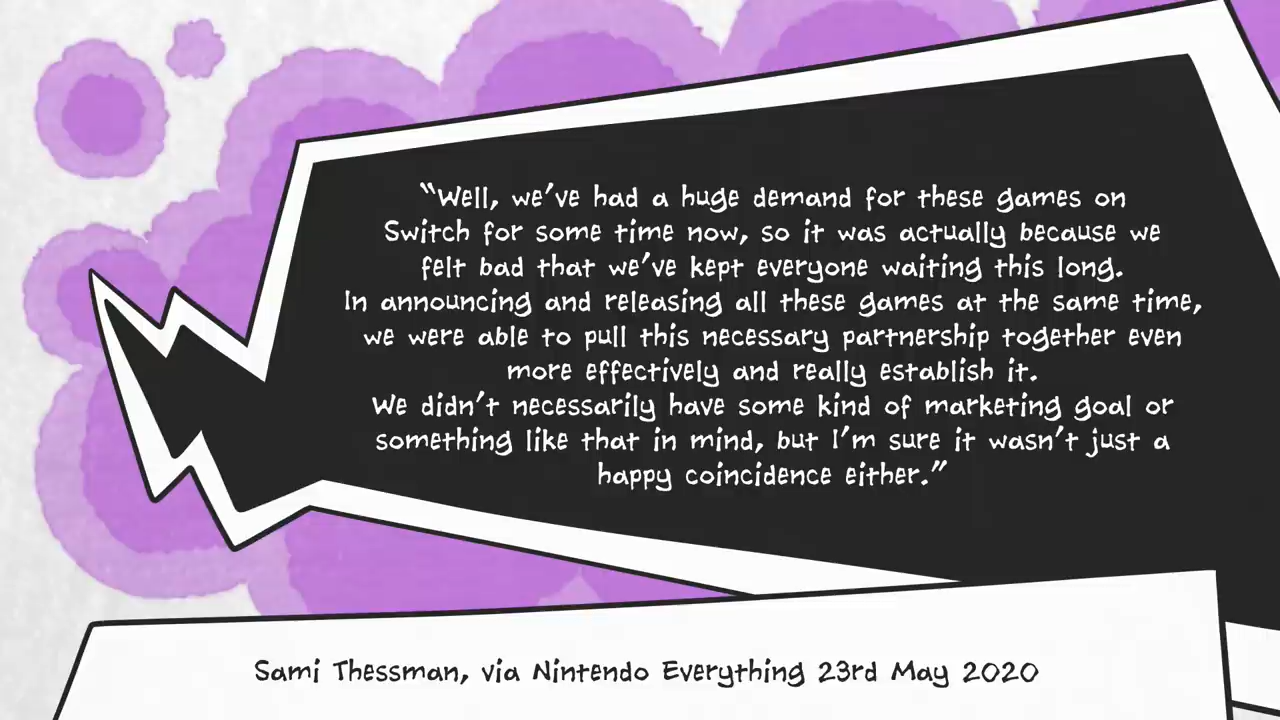 “Well, we’ve had a huge demand for these games on
Switch for some time now, so it was actually because we
felt bad that we’ve kept everyone waiting this long.
In announcing and releasing all these games at the same time,
we were able to pull this necessary partnership together even
more effectively and really establish it.
We didn’t necessarily have some kind of marketing goal or
something like that in mind, but I’m sure it wasn’t just a
happy coincidence either.”
Sami Thessman, via Nintendo Everything 23rd May 2020